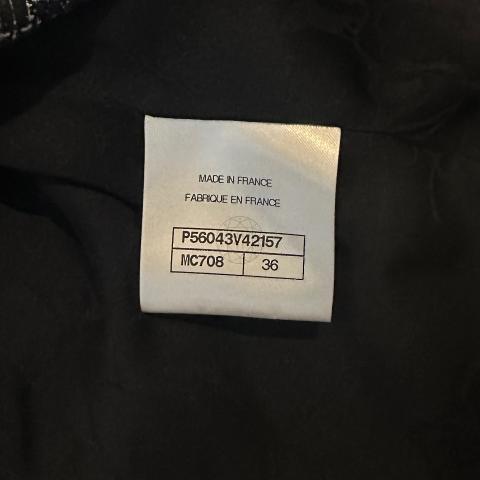 MADE IN FRANCE
FABRIQUE EN FRANCE
P56043V42157
MC708 36